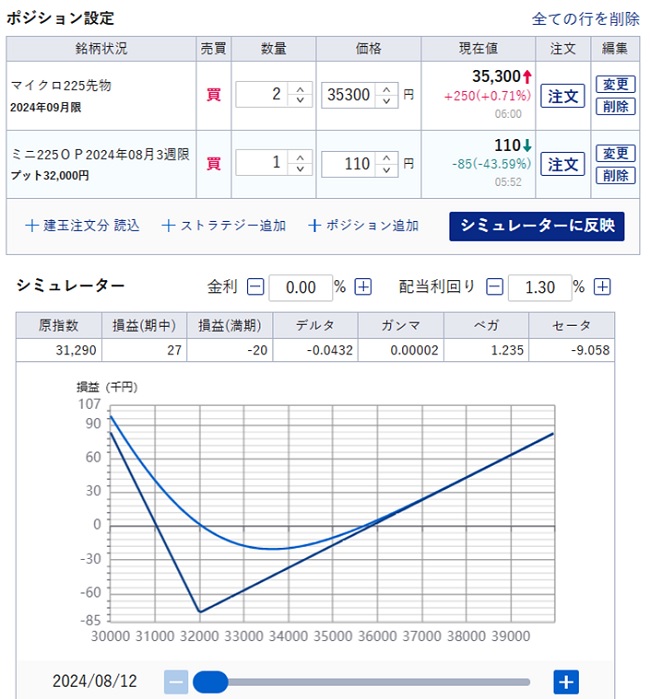 ポジション設定
全ての行を削除
銘柄状況 売買 数量 価格 現在値 注文 編集
マイクロ225先物
2024年09月限
買 2 35300 円
35,300↑
+250(+0.71%)
06:00
注文
変更
削除
ミニ225OP2024年08月3週限
プット32,000円
買 1 110 円
110↓
-85(-43.59%)
05:52
注文
変更
削除
+ 建玉注文分 読込 + ストラテジー追加 + ポジション追加 シミュレーターに反映
シミュレーター 金利 − 0.00 % + 配当利回り − 1.30 % +
原指数 損益(期中) 損益(満期) デルタ ガンマ ベガ セータ
31,290 27 -20 -0.0432 0.00002 1.235 -9.058
損益(千円)
107
90
60
30
0
-30
-60
-85
30000 31000 32000 33000 34000 35000 36000 37000 38000 39000
2024/08/12 − +